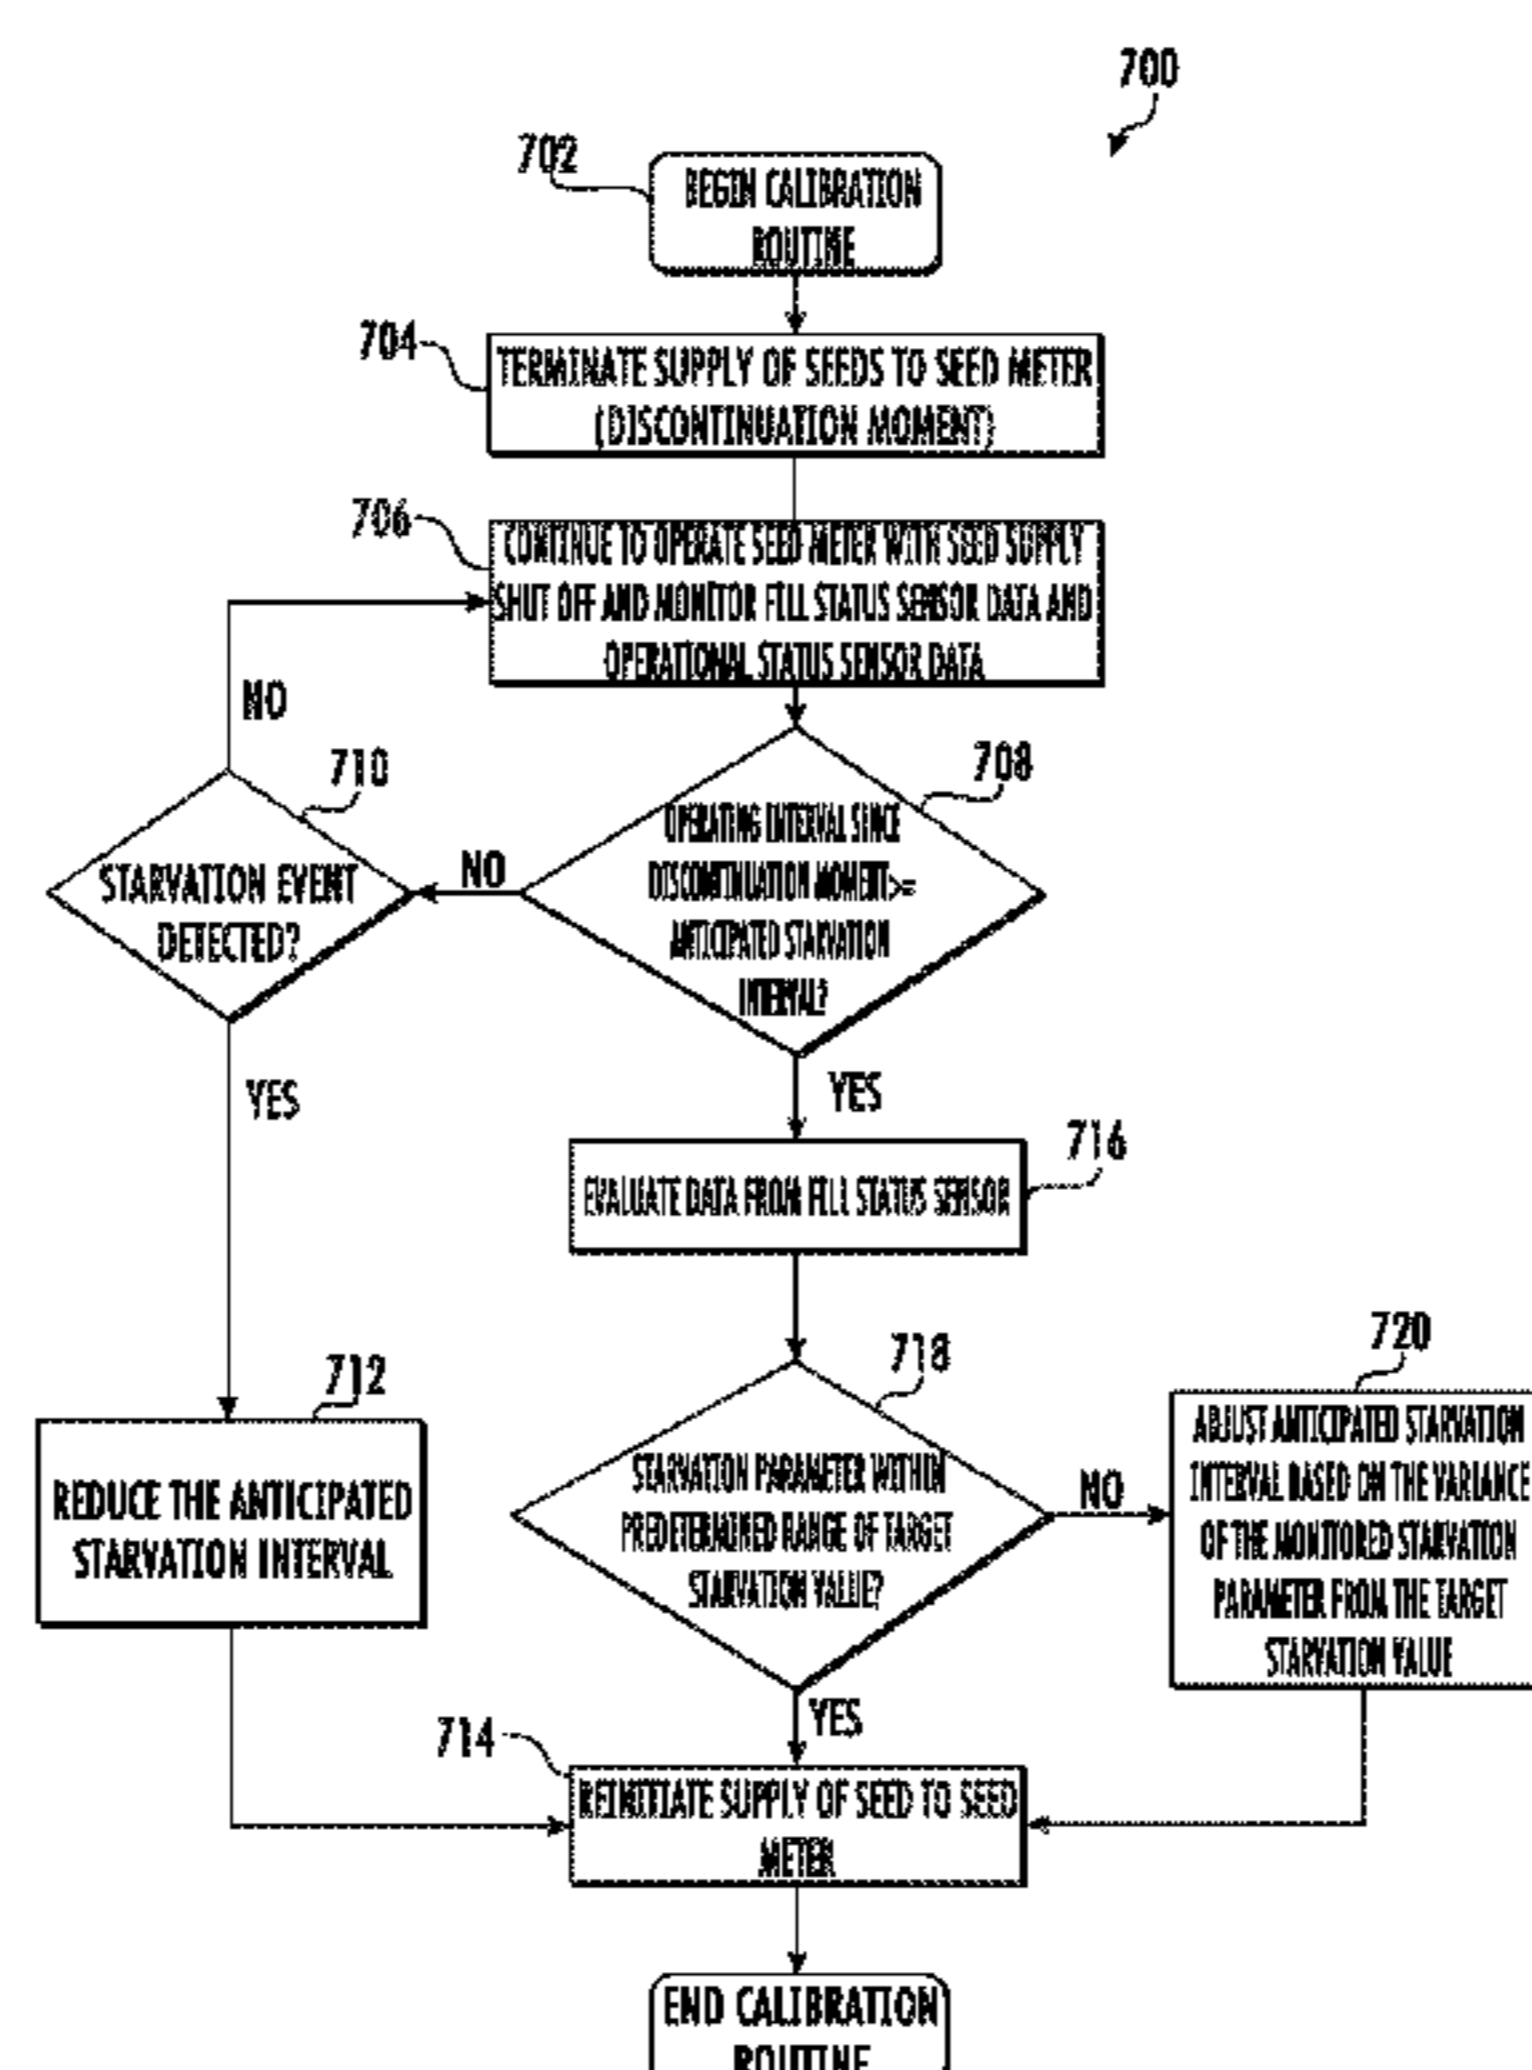 700
702
BEGIN CALIBRATION
ROUTINE
704
TERMINATE SUPPLY OF SEEDS TO SEED METER
(DISCONTINUATION MOMENT)
706
CONTINUE TO OPERATE SEED METER WITH SEED SUPPLY
SHUT OFF AND MONITOR FILL STATUS SENSOR DATA AND
OPERATIONAL STATUS SENSOR DATA
NO
710
STARVATION EVENT
DETECTED?
NO
708
OPERATING INTERVAL SINCE
DISCONTINUATION MOMENT>=
ANTICIPATED STARVATION
INTERVAL?
YES
YES
716
EVALUATE DATA FROM FILL STATUS SENSOR
712
REDUCE THE ANTICIPATED
STARVATION INTERVAL
718
STARVATION PARAMETER WITHIN
PREDETERMINED RANGE OF TARGET
STARVATION VALUE?
NO
720
ADJUST ANTICIPATED STARVATION
INTERVAL BASED ON THE VARIANCE
OF THE MONITORED STARVATION
PARAMETER FROM THE TARGET
STARVATION VALUE
YES
714
REINITIATE SUPPLY OF SEED TO SEED
METER
END CALIBRATION
ROUTINE